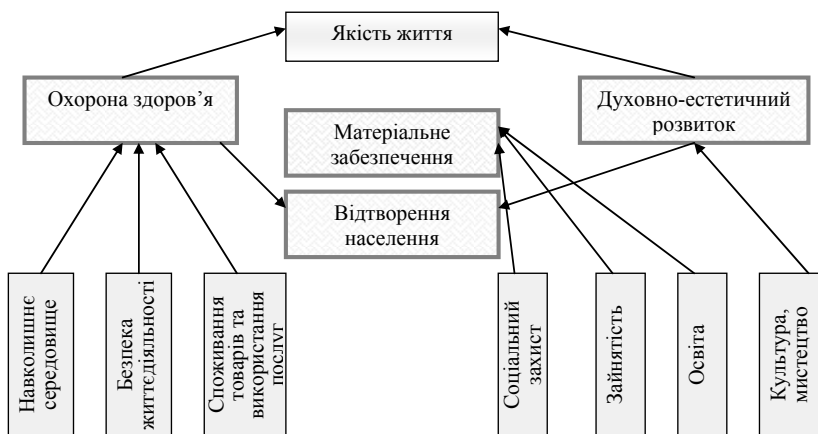 Якість життя
Охорона здоров’я
Духовно-естетичний
розвиток
Матеріальне
забезпечення
Відтворення
населення
Навколишнє
середовище
Безпека
життєдіяльності
Споживання
товарів та
використання
послуг
Соціальний
захист
Зайнятість
Освіта
Культура,
мистецтво